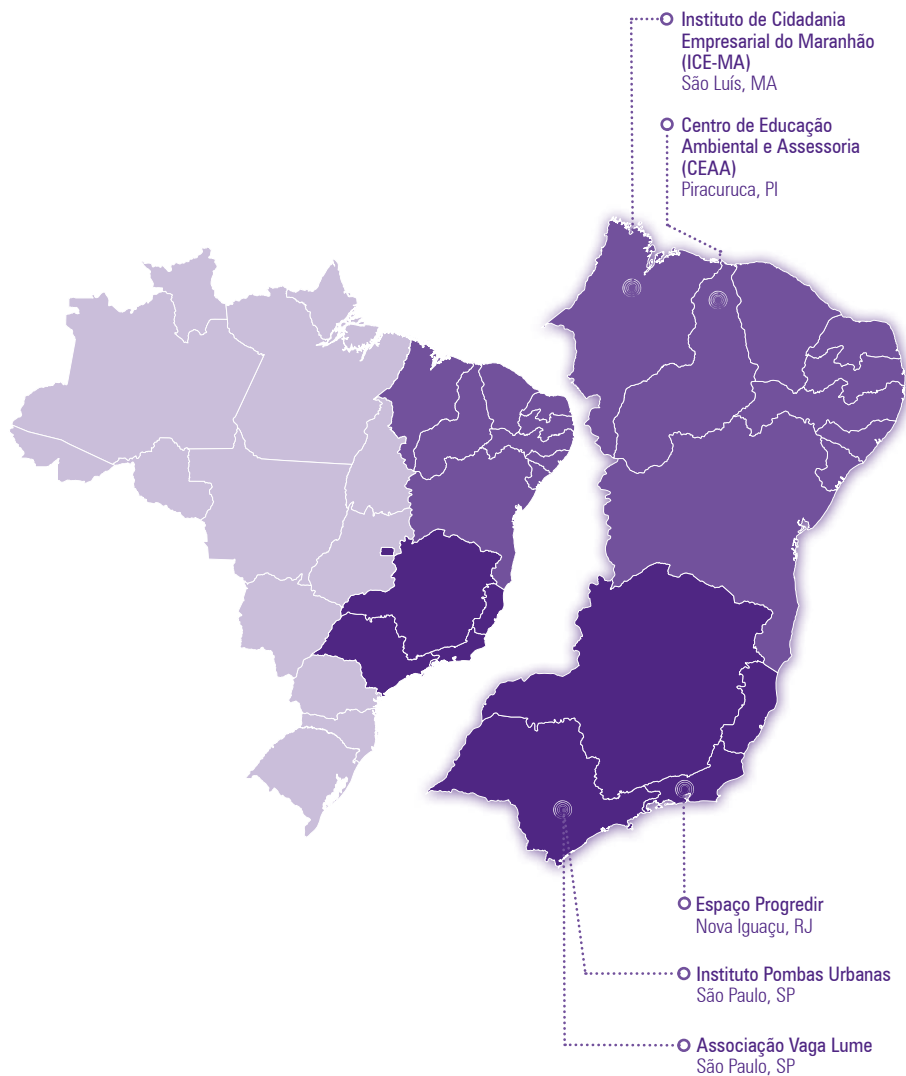 Instituto de Cidadania
Empresarial do Maranhão
(ICE-MA)
São Luís, MA
Centro de Educação
Ambiental e Assessoria
(CEAA)
Piracuruca, PI
Espaço Progredir
Nova Iguaçu, RJ
Instituto Pombas Urbanas
São Paulo, SP
Associação Vaga Lume
São Paulo, SP